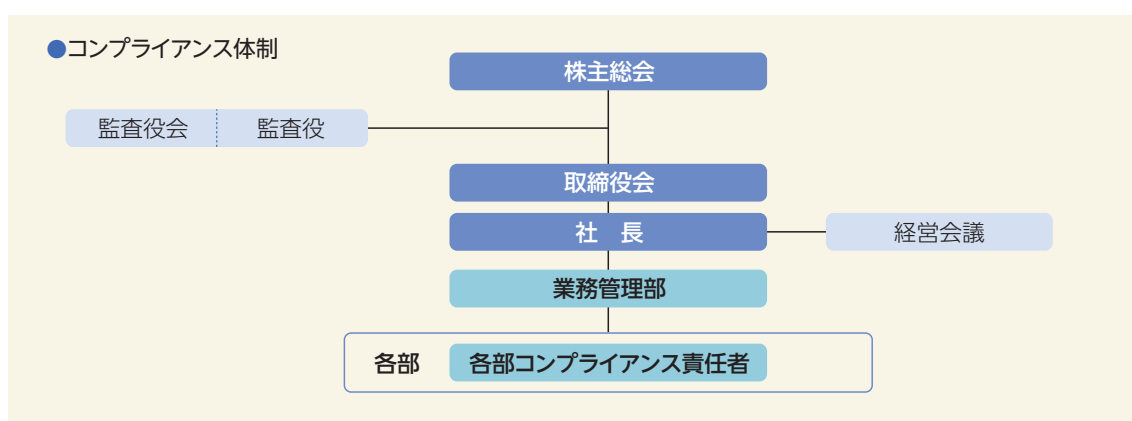 ●コンプライアンス体制
株主総会
監査役会 監査役
取締役会
社　長
経営会議
業務管理部
各部 各部コンプライアンス責任者